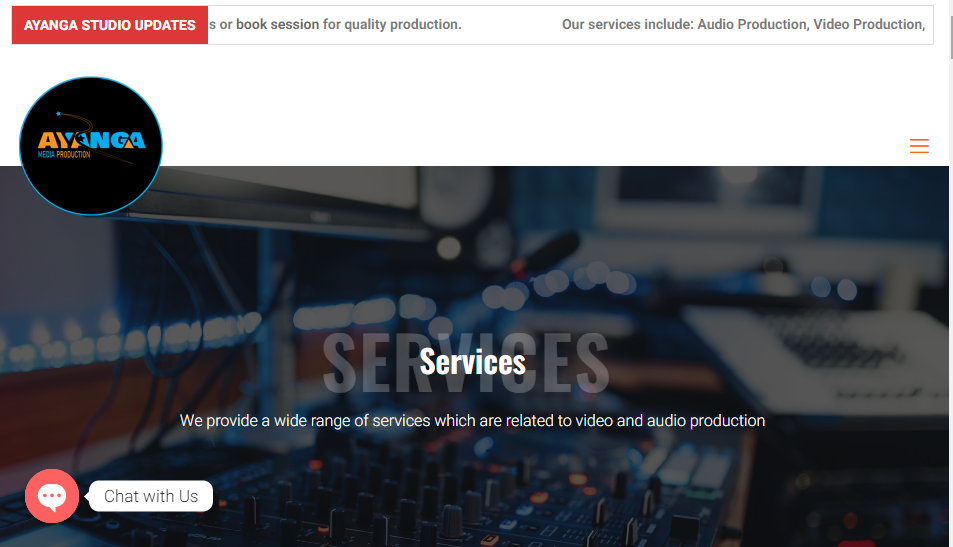 AYANGA STUDIO UPDATES s or book session for quality production. Our services include: Audio Production, Video Production,
AYANGA
MEDIA PRODUCTION
SERVICES
Services
We provide a wide range of services which are related to video and audio production
Chat with Us